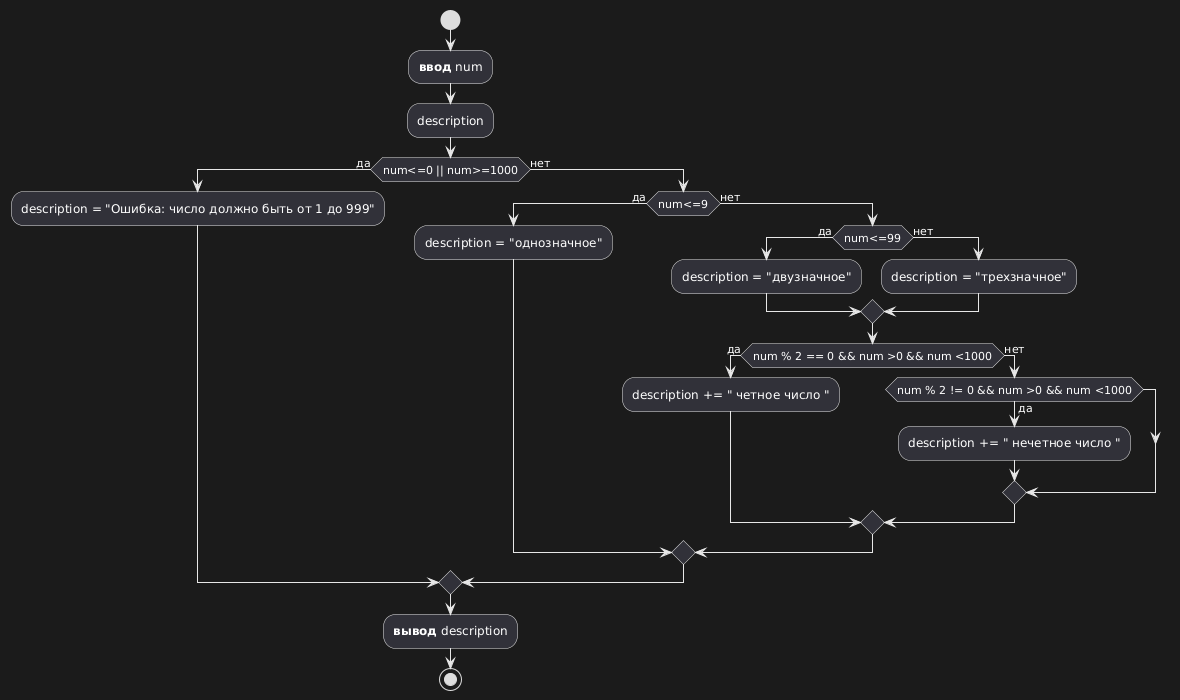 ввод num
description
да
num<=0 || num>=1000
нет
description = "Ошибка: число должно быть от 1 до 999"
да
num<=9
нет
description = "однозначное"
да
num<=99
нет
description = "двузначное"
description = "трехзначное"
да
num % 2 == 0 && num >0 && num <1000
нет
description += " четное число "
num % 2 != 0 && num >0 && num <1000
да
description += " нечетное число "
вывод description